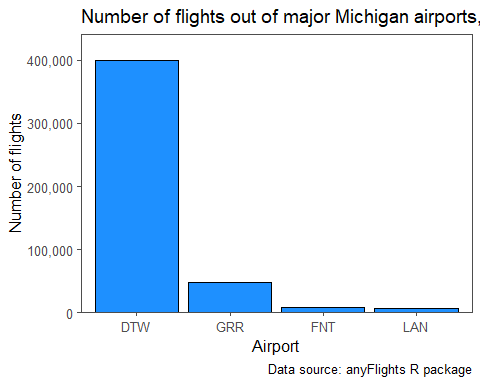 Number of flights out of major Michigan airports,
Number of flights
400,000
300,000
200,000
100,000
0
DTW GRR FNT LAN
Airport
Data source: anyFlights R package